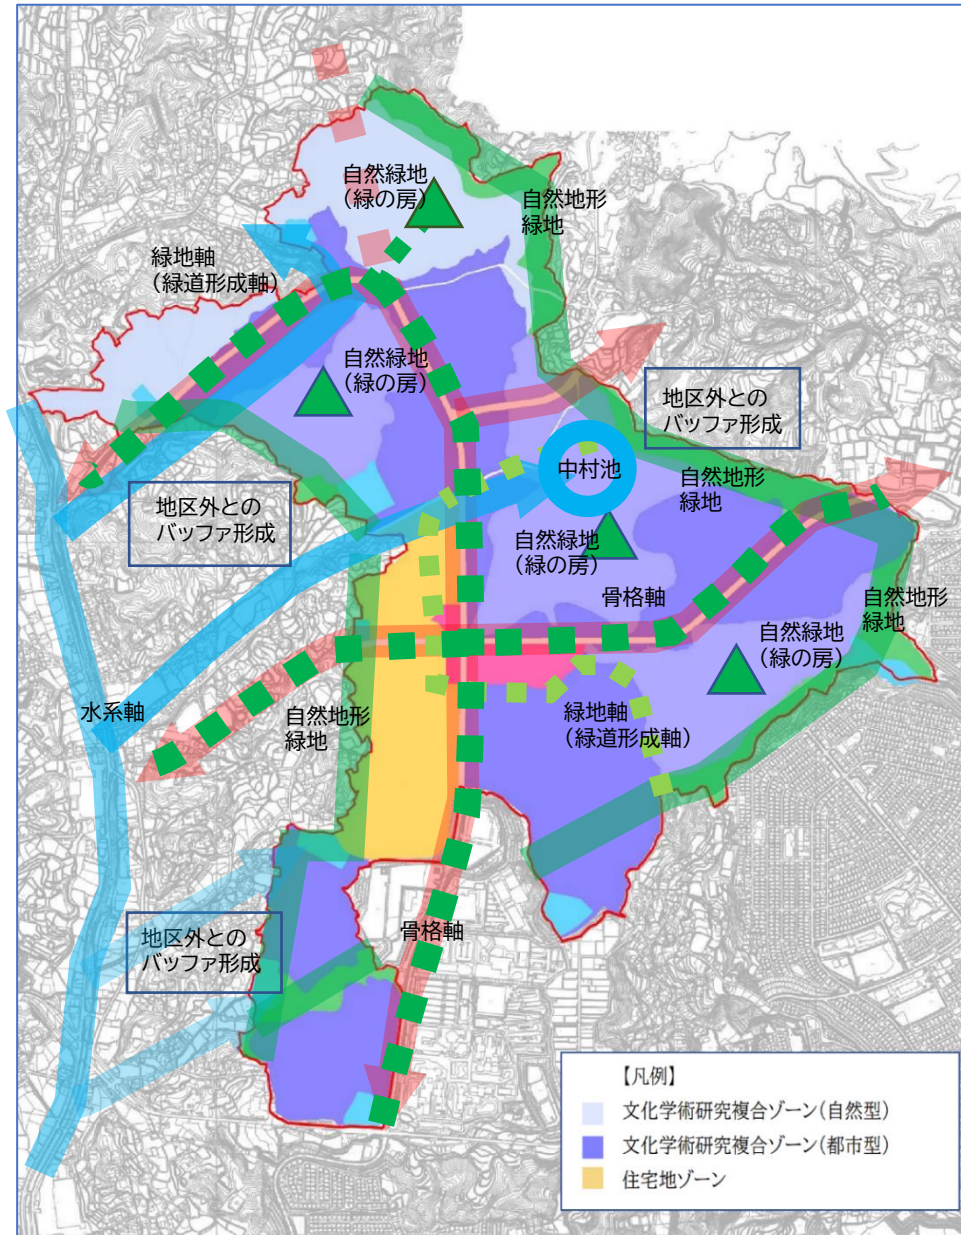 自然緑地
（緑の房）
自然地形
緑地
緑地軸
（緑道形成軸）
自然緑地
（緑の房）
地区外との
バッファ形成
中村池
自然地形
緑地
地区外との
バッファ形成
自然緑地
（緑の房）
骨格軸
自然地形
緑地
自然緑地
（緑の房）
水系軸
自然地形
緑地
緑地軸
（緑道形成軸）
地区外との
バッファ形成
骨格軸
【凡例】
文化学術研究複合ゾーン(自然型)
文化学術研究複合ゾーン(都市型)
住宅地ゾーン